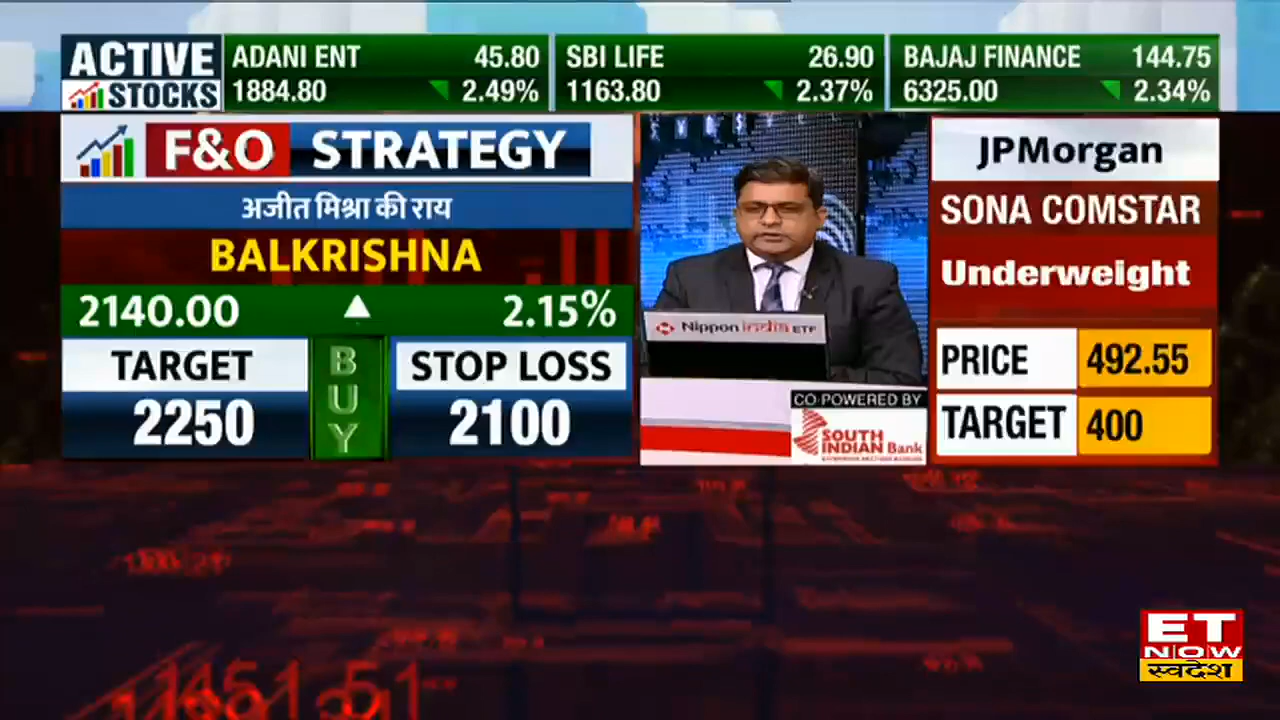 ACTIVE
STOCKS
ADANI ENT 45.80
1884.80 2.49%
SBI LIFE 26.90
1163.80 2.37%
BAJAJ FINANCE 144.75
6325.00 2.34%
F&O STRATEGY
अजीत मिश्रा की राय
BALKRISHNA
2140.00 2.15%
TARGET
2250
BUY
STOP LOSS
2100
Nippon india ETF
CO-POWERED BY
SOUTH
INDIAN Bank
JPMorgan
SONA COMSTAR
Underweight
PRICE 492.55
TARGET 400
1451.51
ET
NOW
स्वदेश